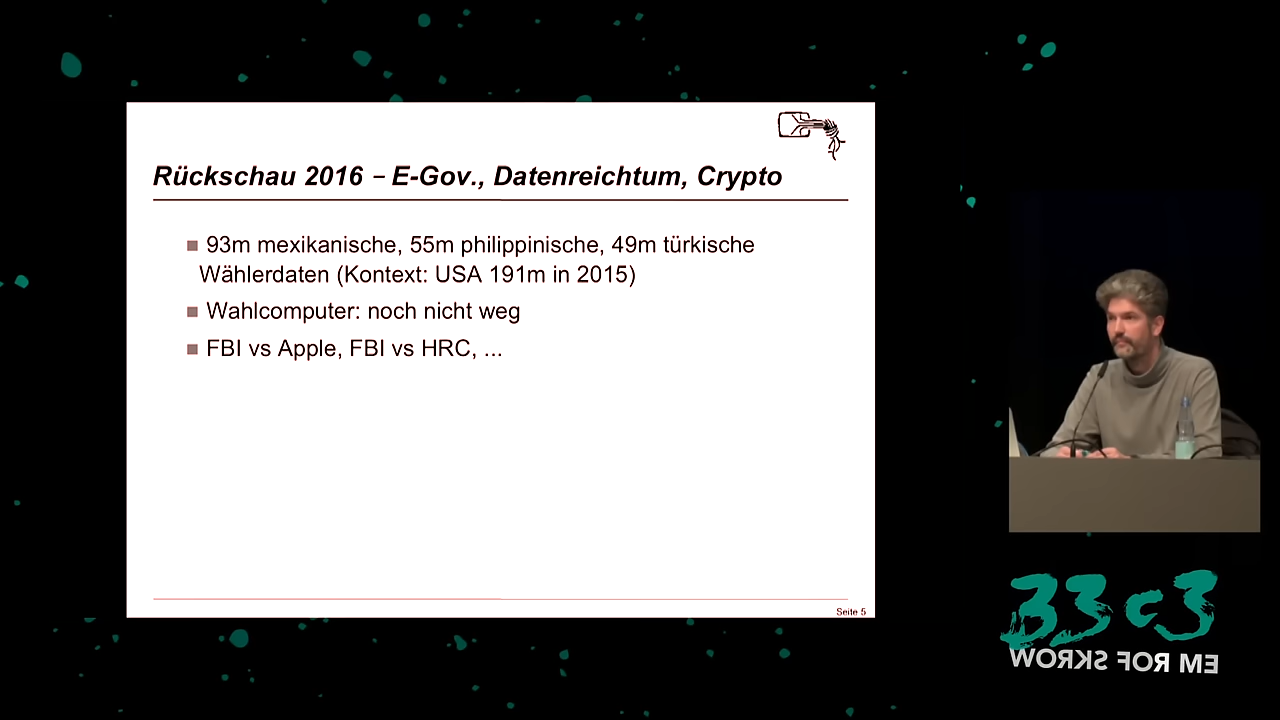 Rückschau 2016 – E-Gov., Datenreichtum, Crypto
93m mexikanische, 55m philippinische, 49m türkische
Wählerdaten (Kontext: USA 191m in 2015)
Wahlcomputer: noch nicht weg
FBI vs Apple, FBI vs HRC, ...
Seite 5
33c3
WORKS FOR ME